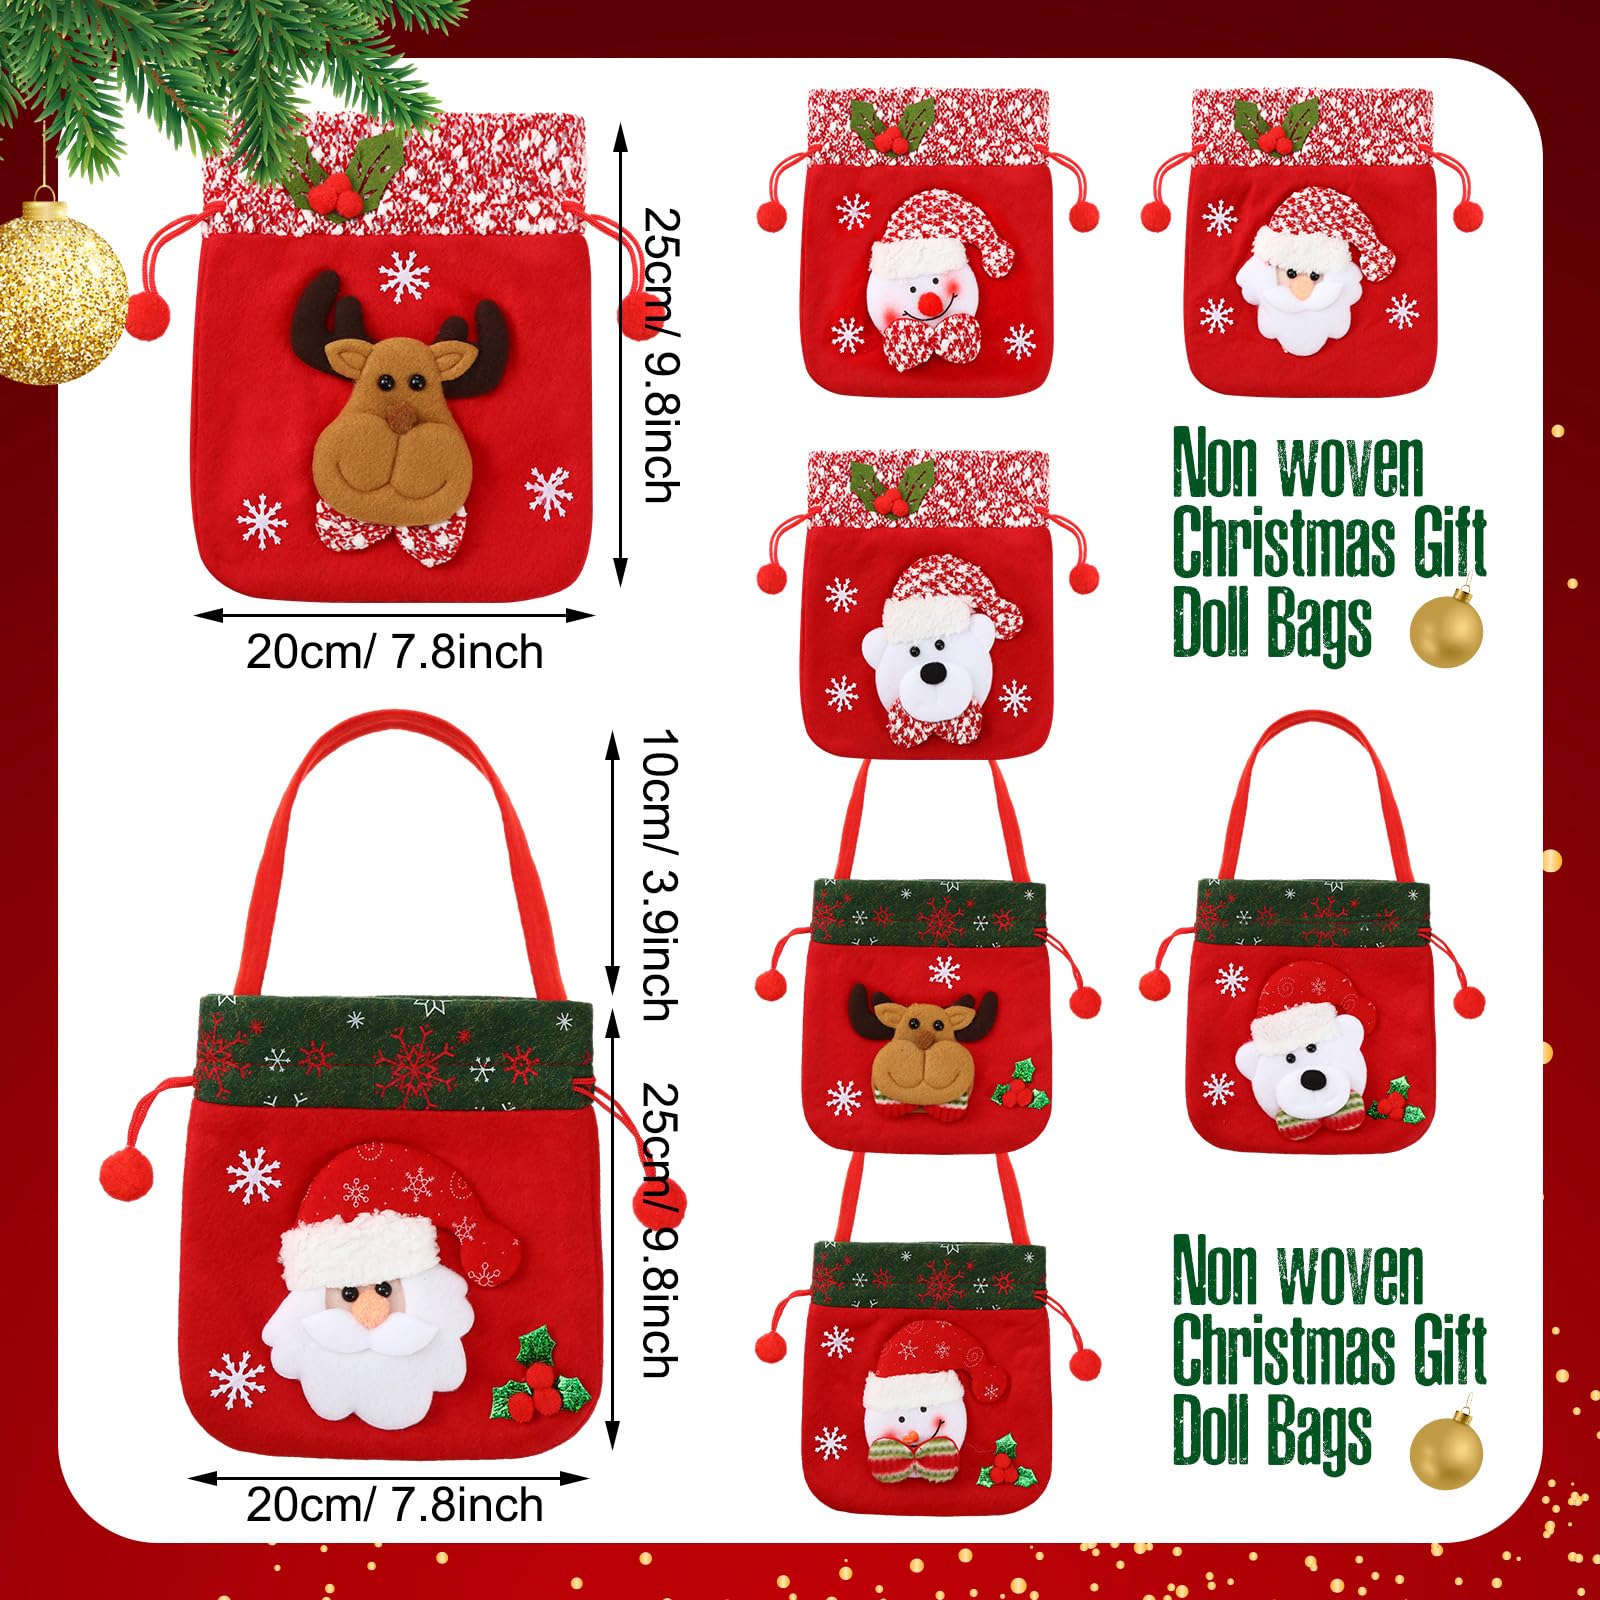 25cm/ 9.8inch
20cm/ 7.8inch
Non woven
Christmas Gift
Doll Bags
10cm/ 3.9inch
25cm/ 9.8inch
20cm/ 7.8inch
Non woven
Christmas Gift
Doll Bags